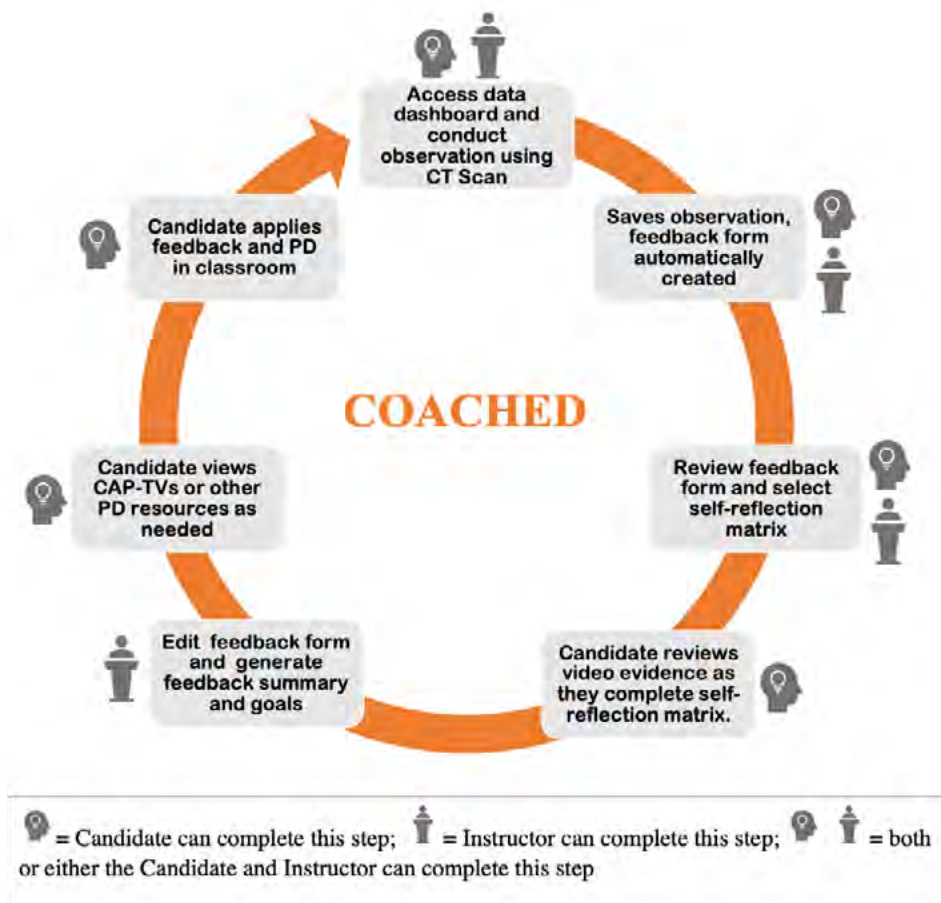 Access data
dashboard and
conduct
observation using
CT Scan
Saves observation,
feedback form
automatically
created
Review feedback
form and select
self-reflection
matrix
Candidate reviews
video evidence as
they complete self-
reflection matrix.
Edit feedback form
and generate
feedback summary
and goals
Candidate views
CAP-TVs or other
PD resources as
needed
Candidate applies
feedback and PD
in classroom
COACHED
= Candidate can complete this step; = Instructor can complete this step; = both
or either the Candidate and Instructor can complete this step